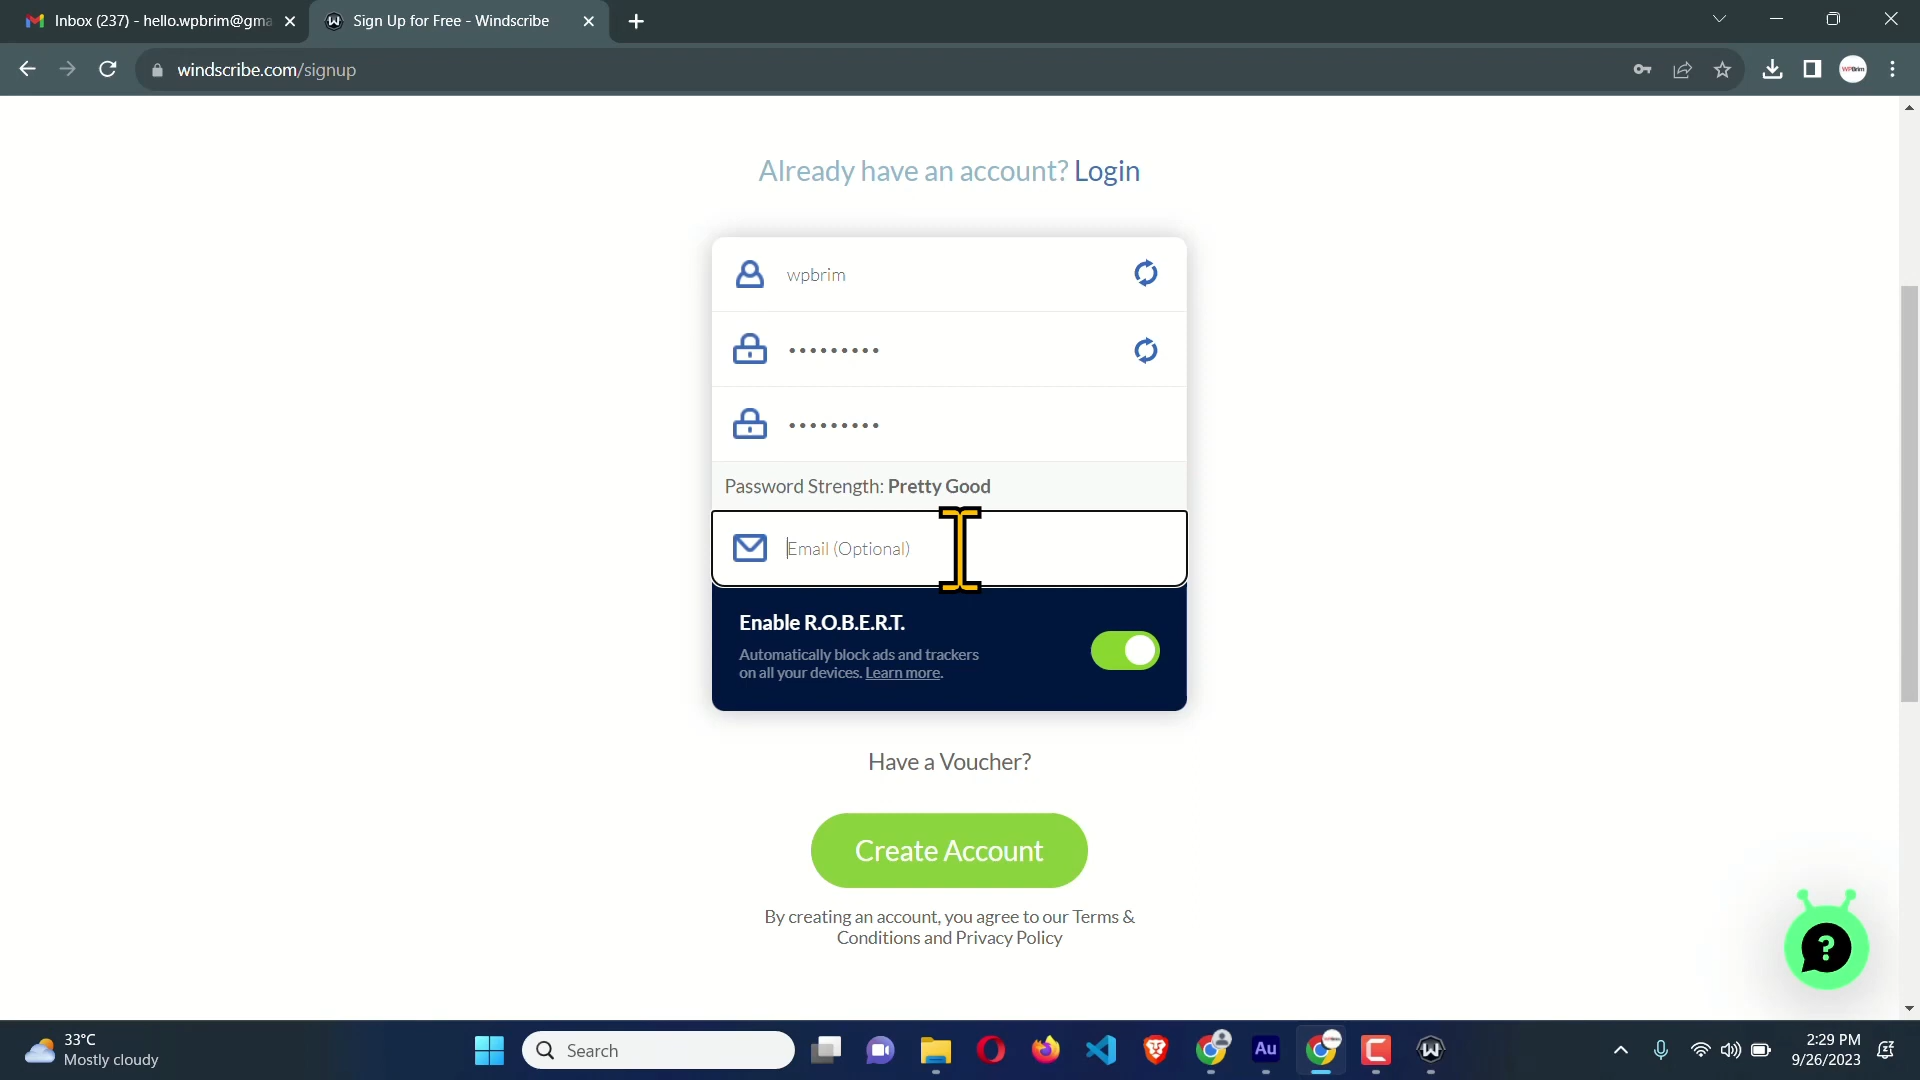 Inbox (237) - hello.wpbrim@gma
Sign Up for Free - Windscribe
windscribe.com/signup
WPBrim
Already have an account? Login
wpbrim
•••••••••
•••••••••
Password Strength: Pretty Good
Email (Optional)
Enable R.O.B.E.R.T.
Automatically block ads and trackers
on all your devices. Learn more.
Have a Voucher?
Create Account
By creating an account, you agree to our Terms &
Conditions and Privacy Policy
?
33°C
Mostly cloudy
Search
Au
2:29 PM
9/26/2023